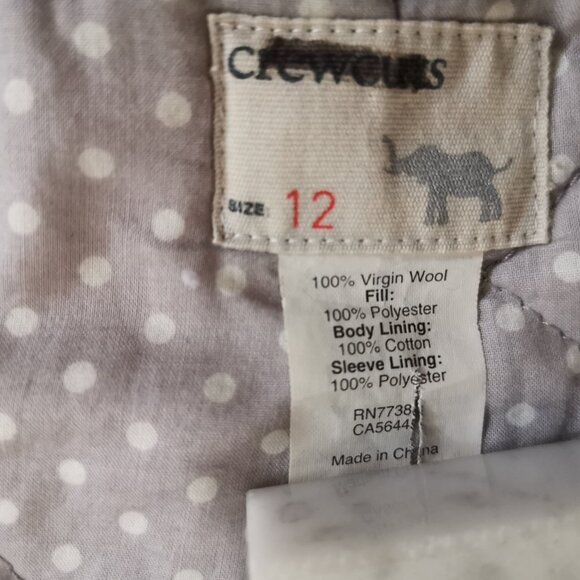 crewcuts
SIZE 12
100% Virgin Wool
Fill:
100% Polyester
Body Lining:
100% Cotton
Sleeve Lining:
100% Polyester
Made in China